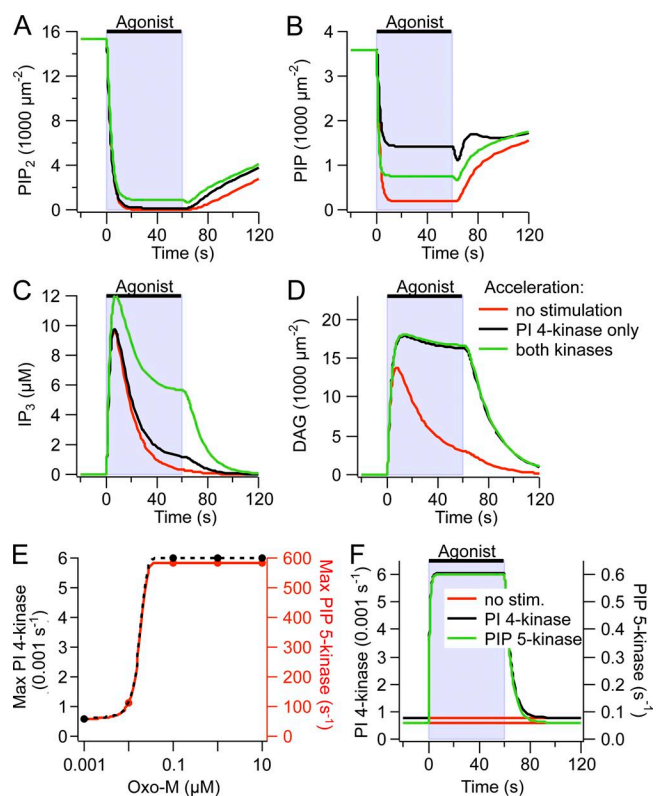 A
Agonist
PIP2 (1000 µm⁻²)
16
12
8
4
0
0 40 80 120
Time (s)
B
Agonist
PIP (1000 µm⁻²)
4
3
2
1
0
0 40 80 120
Time (s)
C
Agonist
IP3 (µM)
12
10
8
6
4
2
0
0 40 80 120
Time (s)
D
Agonist
DAG (1000 µm⁻²)
20
15
10
5
0
0 40 80 120
Time (s)
Acceleration:
no stimulation
PI 4-kinase only
both kinases
E
Max PI 4-kinase
(0.001 s⁻¹)
6
5
4
3
2
1
0
0.001 0.1 1 10
Oxo-M (µM)
600
500
400
300
200
100
0
Max PIP 5-kinase (s⁻¹)
F
Agonist
PI 4-kinase (0.001 s⁻¹)
6
5
4
3
2
1
0
no stim.
PI 4-kinase
PIP 5-kinase
0 40 80 120
Time (s)
0.6
0.4
0.3
0.2
0.1
0.0
PIP 5-kinase (s⁻¹)